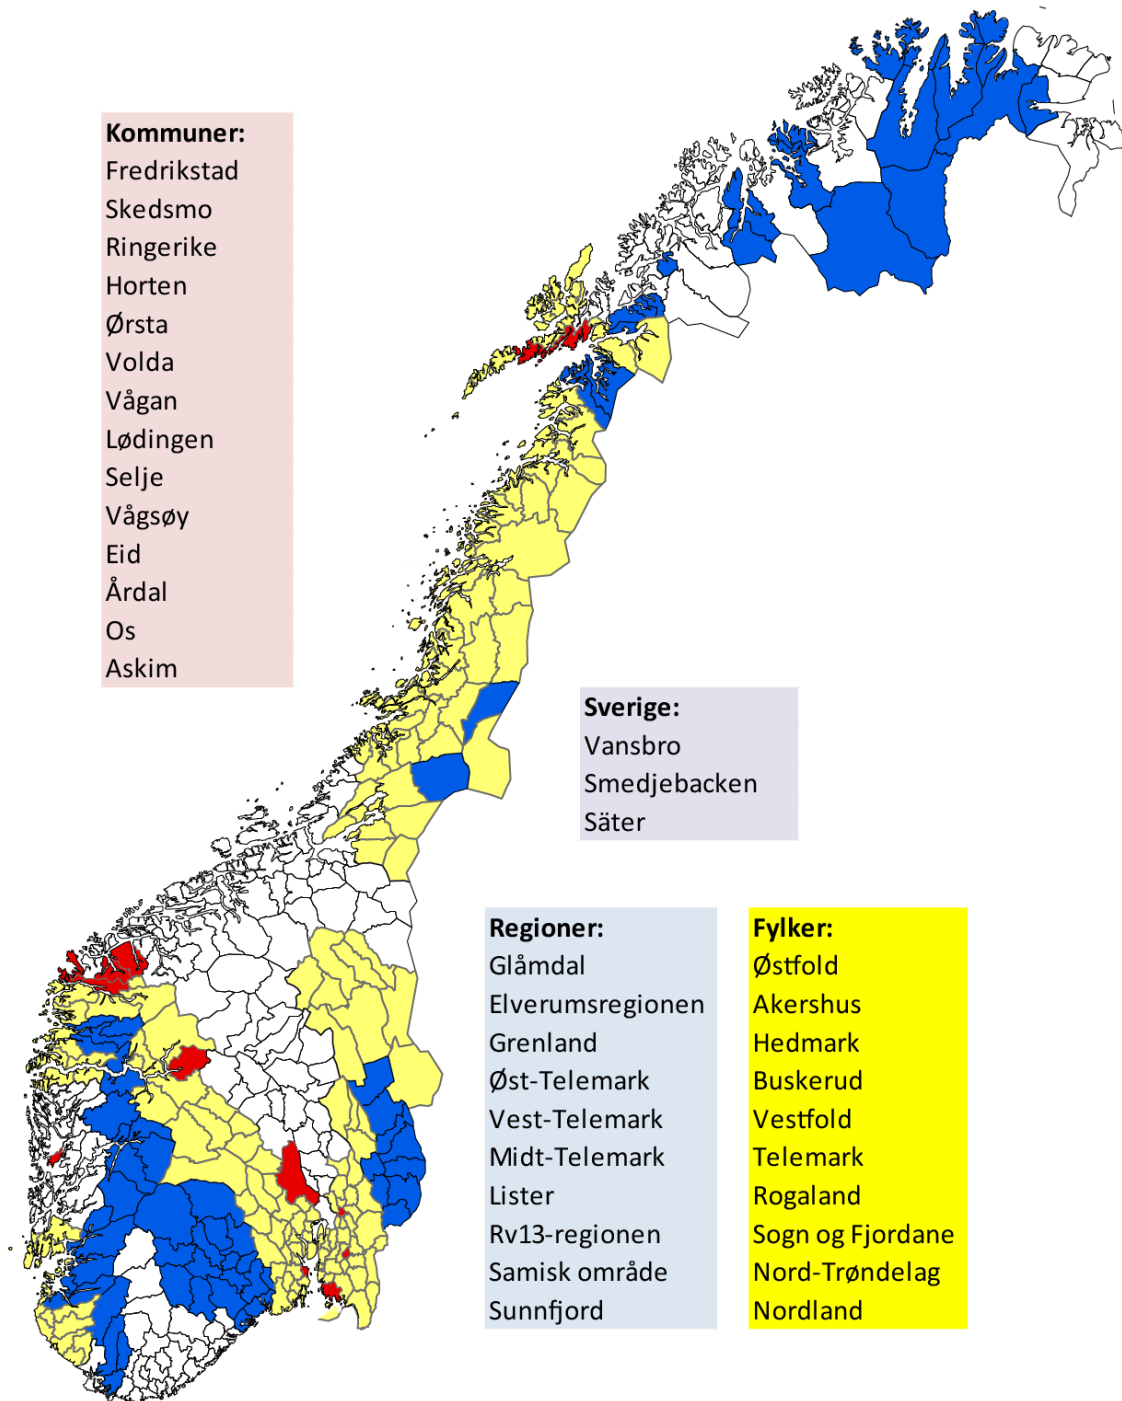 Kommuner:
Fredrikstad
Skedsmo
Ringerike
Horten
Ørsta
Volda
Vågan
Lødingen
Selje
Vågsøy
Eid
Årdal
Os
Askim
Sverige:
Vansbro
Smedjebacken
Säter
Regioner:
Glåmdal
Elverumsregionen
Grenland
Øst-Telemark
Vest-Telemark
Midt-Telemark
Lister
Rv13-regionen
Samisk område
Sunnfjord
Fylker:
Østfold
Akershus
Hedmark
Buskerud
Vestfold
Telemark
Rogaland
Sogn og Fjordane
Nord-Trøndelag
Nordland